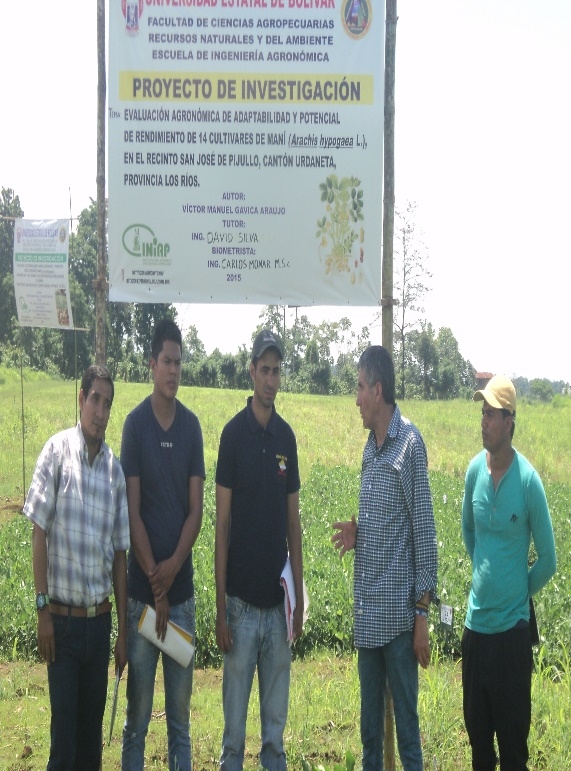 UNIVERSIDAD ESTATAL DE BOLIVAR
FACULTAD DE CIENCIAS AGROPECUARIAS
RECURSOS NATURALES Y DEL AMBIENTE
ESCUELA DE INGENIERÍA AGRONÓMICA
PROYECTO DE INVESTIGACIÓN
Tema: EVALUACIÓN AGRONÓMICA DE ADAPTABILIDAD Y POTENCIAL
DE RENDIMIENTO DE 14 CULTIVARES DE MANÍ (Arachis hypogaea L.),
EN EL RECINTO SAN JOSÉ DE PIJULLO, CANTÓN URDANETA,
PROVINCIA LOS RÍOS.
AUTOR:
VÍCTOR MANUEL GAVICA ARAUJO
TUTOR:
ING. DAVID SILVA
BIOMETRISTA:
ING. CARLOS MONAR M.Sc.
2015
INIAP